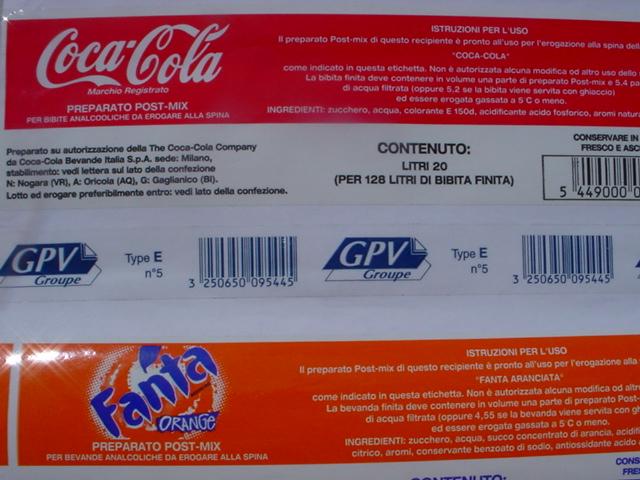 Coca-Cola
Marchio Registrato
PREPARATO POST-MIX
PER BIBITE ANALCOOLICHE DA EROGARE ALLA SPINA
ISTRUZIONI PER L'USO
Il preparato Post-mix di questo recipiente è pronto all'uso per l'erogazione alla spina della
"COCA-COLA"
come indicato in questa etichetta. Non è autorizzata alcuna modifica od altro uso dello
La bibita finita deve contenere in volume una parte di preparato Post-mix e 5,4
di acqua filtrata (oppure 5,2 se la bibita viene servita con ghiaccio)
ed essere erogata gassata a 5°C o meno.
INGREDIENTI: zucchero, acqua, colorante E 150d, acidificante acido fosforico, aromi
Preparato su autorizzazione della The Coca-Cola Company
da Coca-Cola Bevande Italia S.p.A. sede: Milano,
stabilimento: vedi lettera sul lato della confezione
N: Nogara (VR), A: Oricola (AQ), G: Gaglianico (BI).
Lotto ed erogare preferibilmente entro: vedi lato della confezione.
CONTENUTO:
LITRI 20
(PER 128 LITRI DI BIBITA FINITA)
CONSERVARE IN
FRESCO E
5 449000
GPV
Groupe
Type E
n°5
3 250650 095445
GPV
Groupe
Type E
n°5
3 250650 095445
Fanta
ORANGE
PREPARATO POST-MIX
PER BEVANDE ANALCOLICHE DA EROGARE ALLA SPINA
ISTRUZIONI PER L'USO
Il preparato Post-mix di questo recipiente è pronto all'uso per l'erogazione alla
"FANTA ARANCIATA"
come indicato in questa etichetta. Non è autorizzata alcuna modifica od
La bevanda finita deve contenere in volume una parte di preparato
di acqua filtrata (oppure 4,55 se la bevanda viene servita con
ed essere erogata gassata a 5°C o meno.
INGREDIENTI: zucchero, acqua, succo concentrato di arancia,
citrico, aromi, conservante benzoato di sodio, antiossidante acido
CONTENUTO: